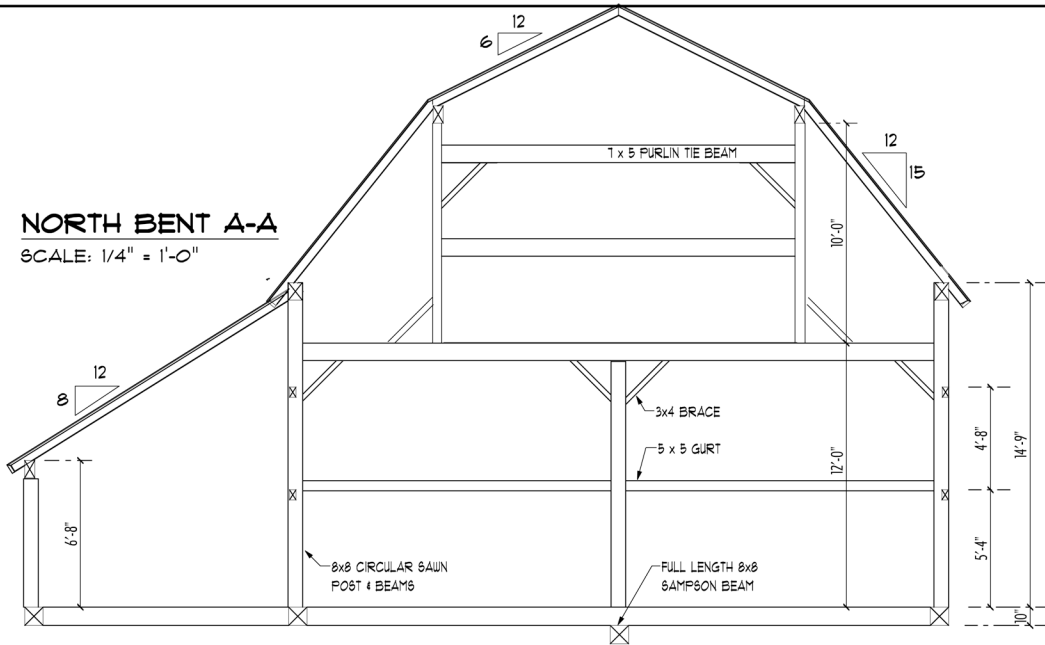 12
6
12
15
7 x 5 PURLIN TIE BEAM
NORTH BENT A-A
SCALE: 1/4" = 1'-0"
10'-0"
12
8
3x4 BRACE
5 x 5 GURT
4'-8"
14'-9"
12'-0"
6'-8"
5'-4"
8x8 CIRCULAR SAWN
POST & BEAMS
FULL LENGTH 8x8
SAMPSON BEAM
10"